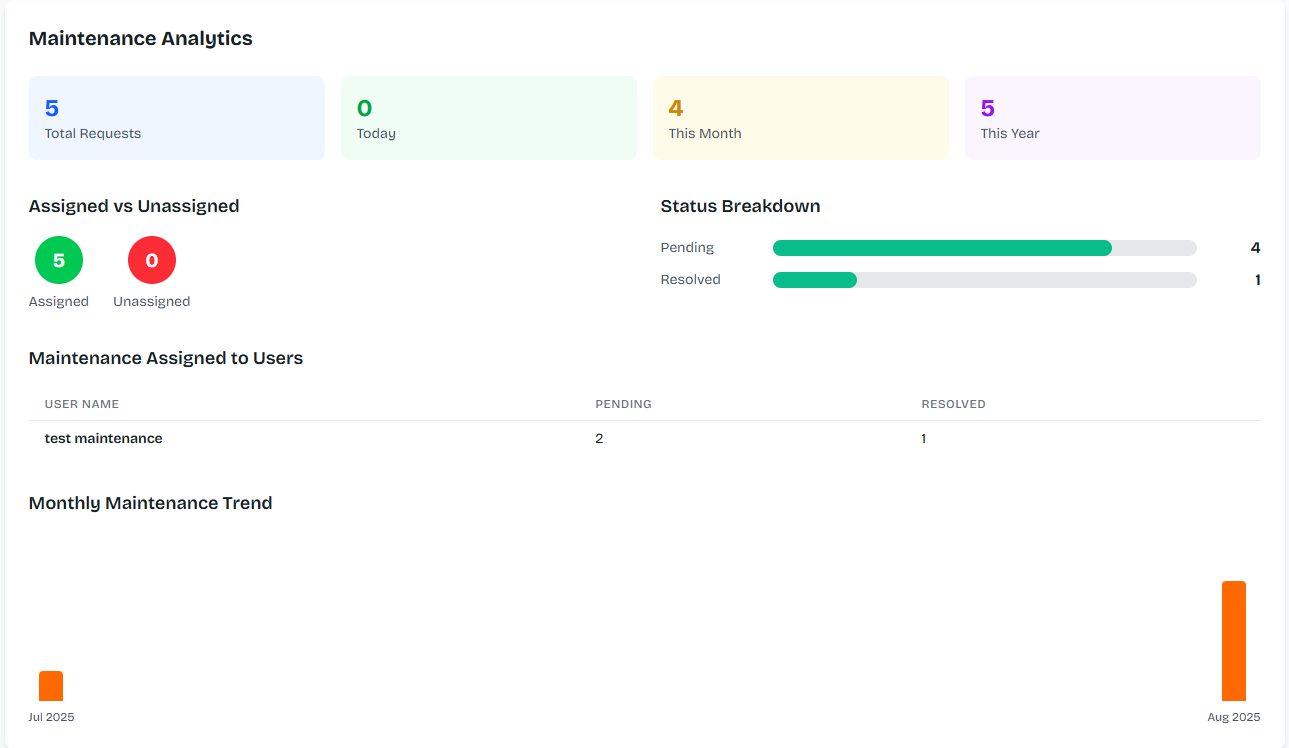 Maintenance Analytics
5
Total Requests
0
Today
4
This Month
5
This Year
Assigned vs Unassigned
5
Assigned
0
Unassigned
Status Breakdown
Pending 4
Resolved 1
Maintenance Assigned to Users
USER NAME PENDING RESOLVED
test maintenance 2 1
Monthly Maintenance Trend
Jul 2025 Aug 2025